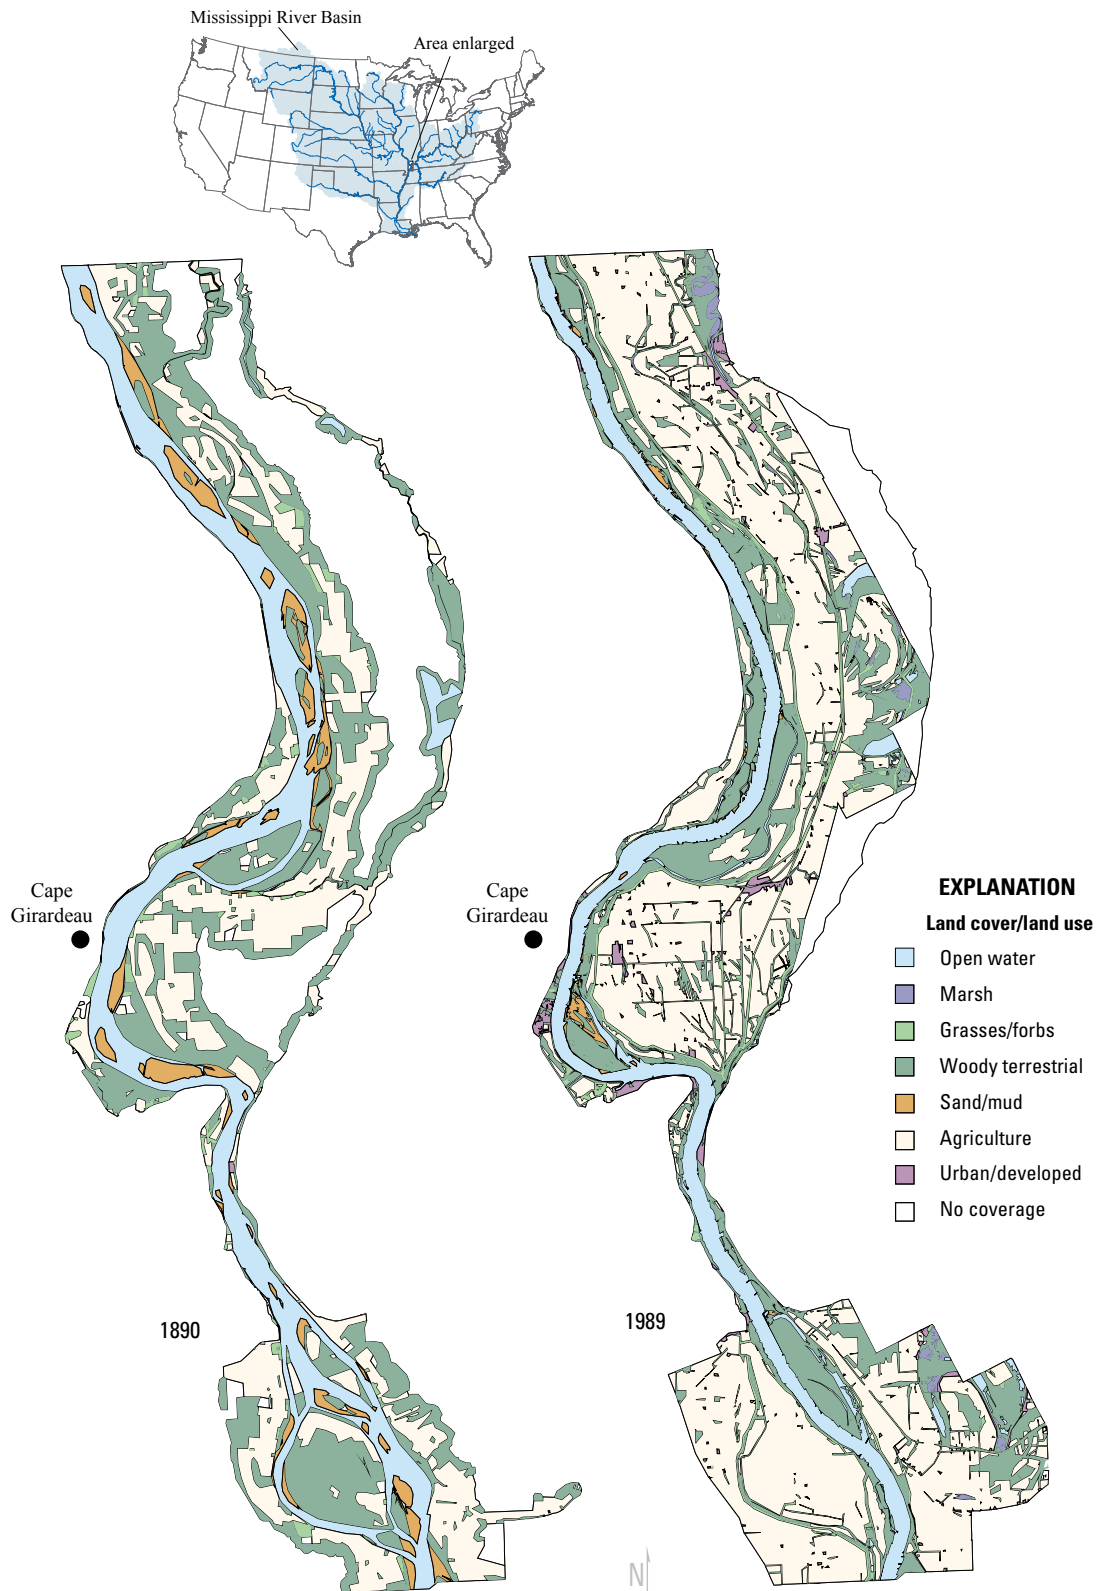 Mississippi River Basin
Area enlarged
Cape
Girardeau
Cape
Girardeau
EXPLANATION
Land cover/land use
Open water
Marsh
Grasses/forbs
Woody terrestrial
Sand/mud
Agriculture
Urban/developed
No coverage
1890
1989
N